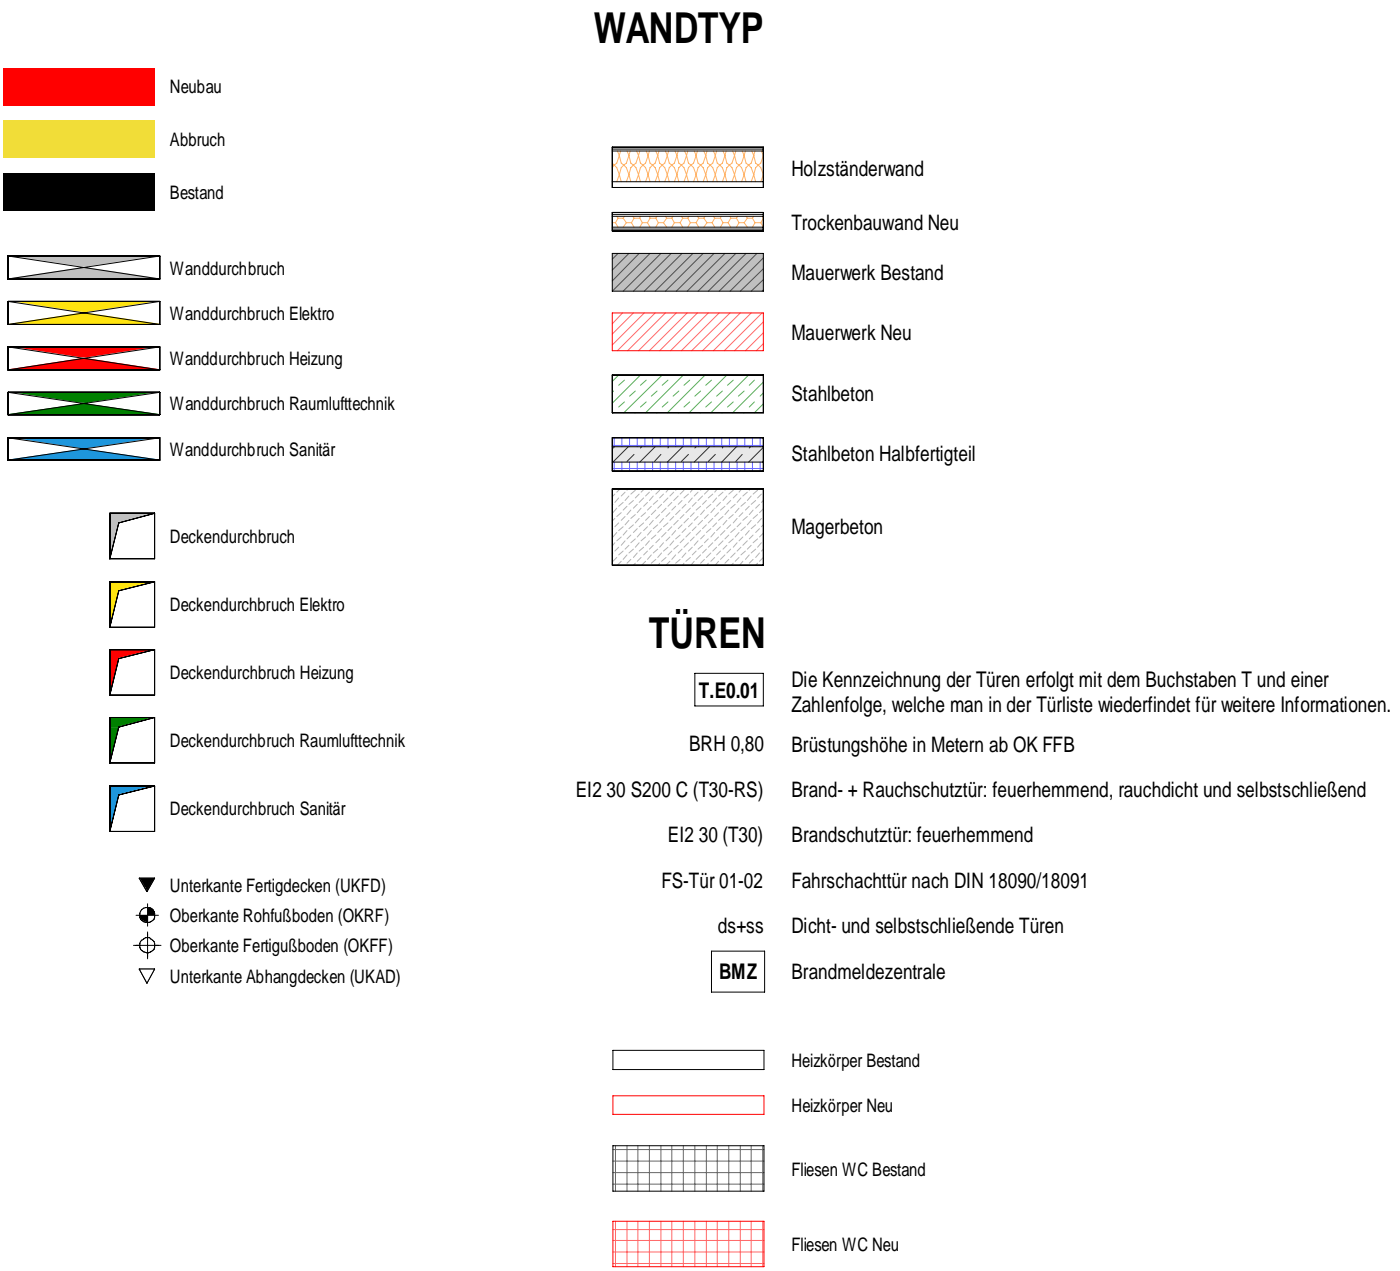 WANDTYP
Neubau
Abbruch
Bestand
Wanddurchbruch
Wanddurchbruch Elektro
Wanddurchbruch Heizung
Wanddurchbruch Raumlufttechnik
Wanddurchbruch Sanitär
Deckendurchbruch
Deckendurchbruch Elektro
Deckendurchbruch Heizung
Deckendurchbruch Raumlufttechnik
Deckendurchbruch Sanitär
Unterkante Fertigdecken (UKFD)
Oberkante Rohfußboden (OKRF)
Oberkante Fertigußboden (OKFF)
Unterkante Abhangdecken (UKAD)
Holzständerwand
Trockenbauwand Neu
Mauerwerk Bestand
Mauerwerk Neu
Stahlbeton
Stahlbeton Halbfertigteil
Magerbeton
TÜREN
T.E0.01 Die Kennzeichnung der Türen erfolgt mit dem Buchstaben T und einer
Zahlenfolge, welche man in der Türliste wiederfindet für weitere Informationen.
BRH 0,80 Brüstungshöhe in Metern ab OK FFB
EI2 30 S200 C (T30-RS) Brand- + Rauchschutztür: feuerhemmend, rauchdicht und selbstschließend
EI2 30 (T30) Brandschutztür: feuerhemmend
FS-Tür 01-02 Fahrschachttür nach DIN 18090/18091
ds+ss Dicht- und selbstschließende Türen
BMZ Brandmeldezentrale
Heizkörper Bestand
Heizkörper Neu
Fliesen WC Bestand
Fliesen WC Neu